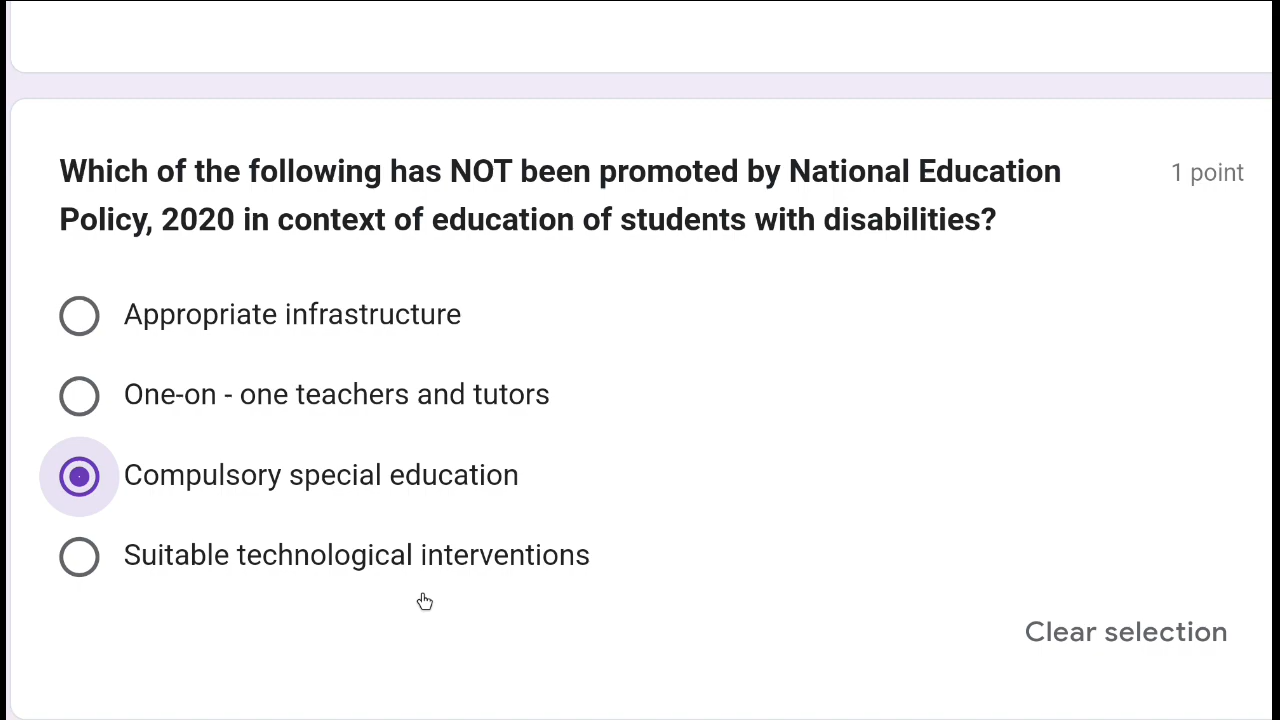 Which of the following has NOT been promoted by National Education
1 point
Policy, 2020 in context of education of students with disabilities?
Appropriate infrastructure
One-on - one teachers and tutors
Compulsory special education
Suitable technological interventions
Clear selection